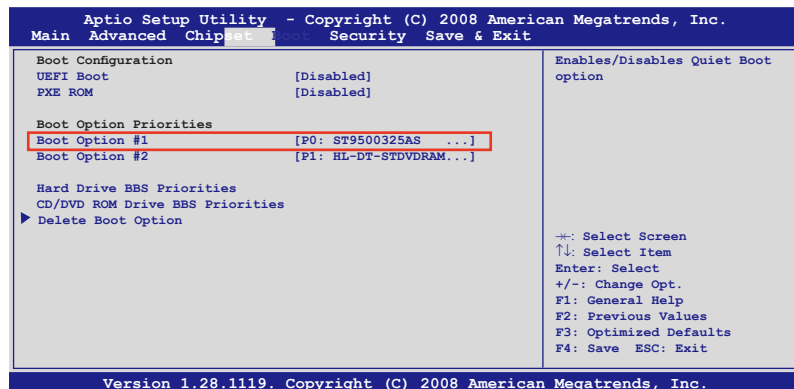 Aptio Setup Utility - Copyright (C) 2008 American Megatrends, Inc.
Main Advanced Chipset Boot Security Save & Exit
Boot Configuration
UEFI Boot [Disabled]
PXE ROM [Disabled]
Boot Option Priorities
Boot Option #1 [P0: ST9500325AS ...]
Boot Option #2 [P1: HL-DT-STDVDRAM...]
Hard Drive BBS Priorities
CD/DVD ROM Drive BBS Priorities
Delete Boot Option
Enables/Disables Quiet Boot
option
→←: Select Screen
↑↓: Select Item
Enter: Select
+/-: Change Opt.
F1: General Help
F2: Previous Values
F3: Optimized Defaults
F4: Save ESC: Exit
Version 1.28.1119. Copyright (C) 2008 American Megatrends, Inc.